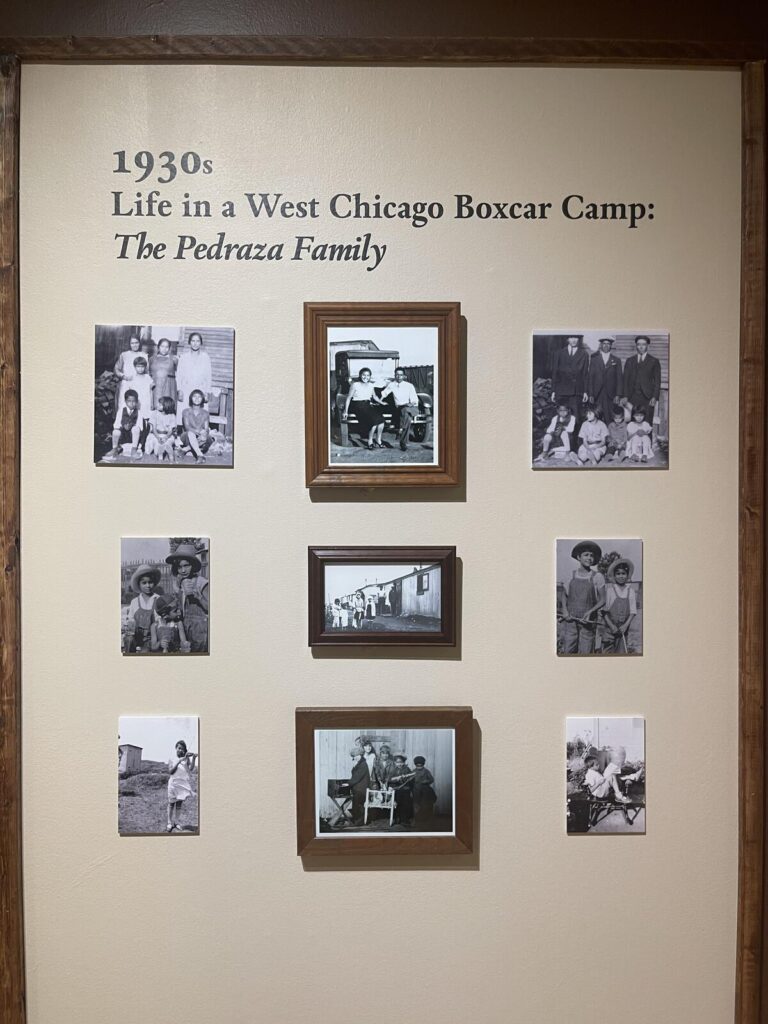 1930s
Life in a West Chicago Boxcar Camp:
The Pedraza Family